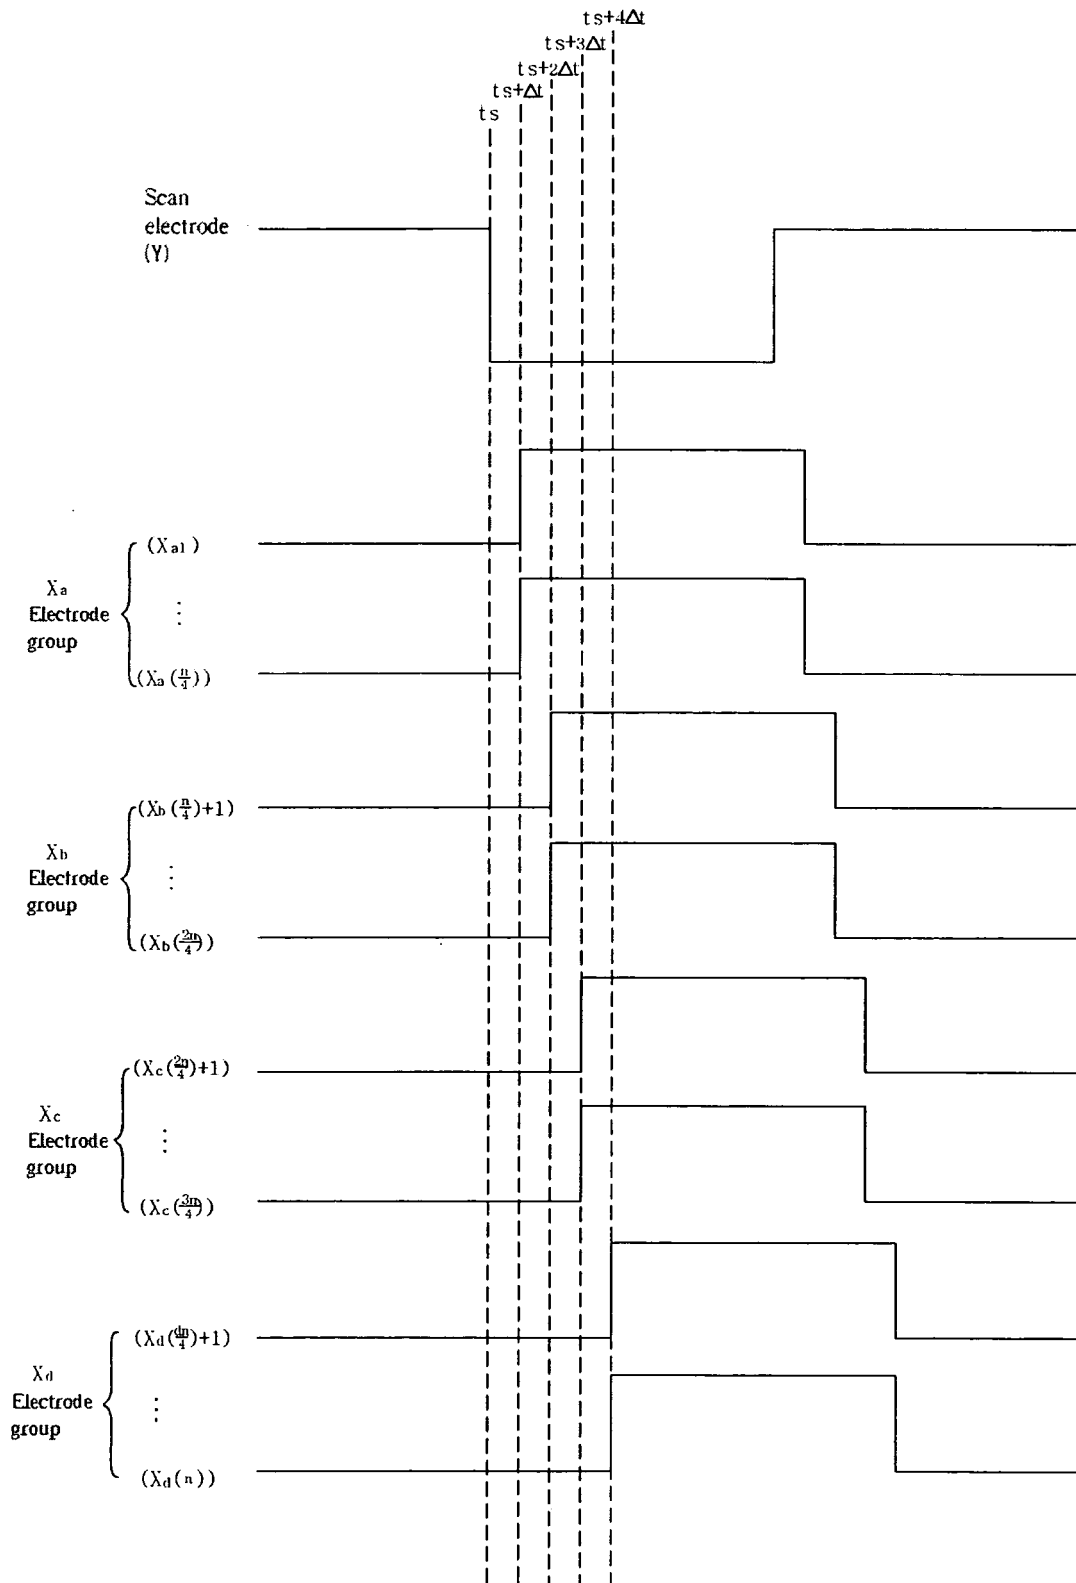 ts+4Δt
ts+3Δt
ts+2Δt
ts+Δt
ts
Scan
electrode
(Y)
(Xa1)
Xa
Electrode
group
⋮
(Xa(n/4))
(Xb(n/4)+1)
Xb
Electrode
group
⋮
(Xb(2n/4))
(Xc(2n/4)+1)
Xc
Electrode
group
⋮
(Xc(3n/4))
(Xd(dn/4)+1)
Xd
Electrode
group
⋮
(Xd(n))